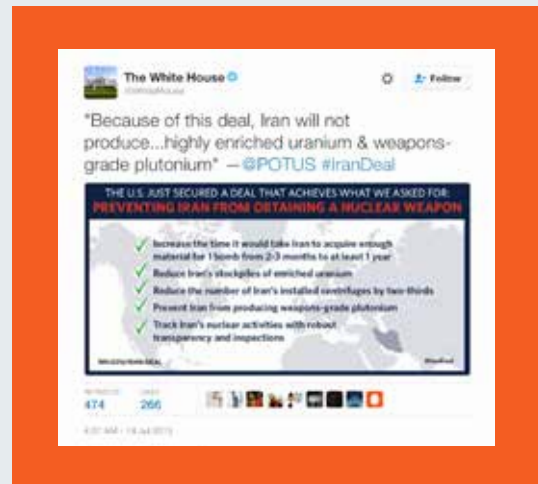 The White House
@WhiteHouse
Follow
"Because of this deal, Iran will not
produce...highly enriched uranium & weapons-
grade plutonium" —@POTUS #IranDeal
THE U.S. JUST SECURED A DEAL THAT ACHIEVES WHAT WE ASKED FOR:
PREVENTING IRAN FROM OBTAINING A NUCLEAR WEAPON
Increase the time it would take Iran to acquire enough
material for 1 bomb from 2-3 months to at least 1 year
Reduce Iran's stockpiles of enriched uranium
Reduce the number of Iran's installed centrifuges by two-thirds
Prevent Iran from producing weapons-grade plutonium
Track Iran's nuclear activities with robust
transparency and inspections
RETWEETS LIKES
474 266